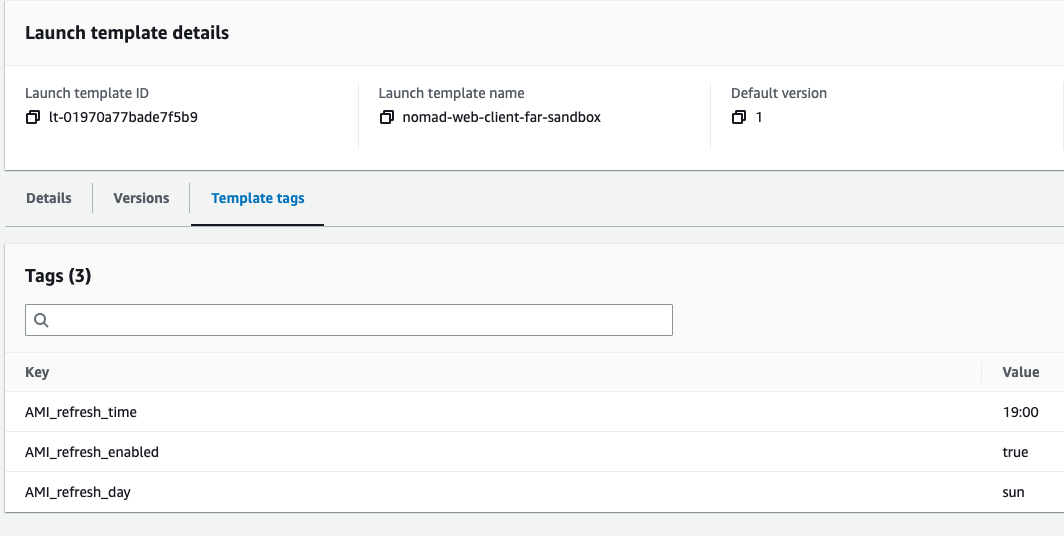 Launch template details
Launch template ID
lt-01970a77bade7f5b9
Launch template name
nomad-web-client-far-sandbox
Default version
1
Details
Versions
Template tags
Tags (3)
Key
Value
AMI_refresh_time
19:00
AMI_refresh_enabled
true
AMI_refresh_day
sun